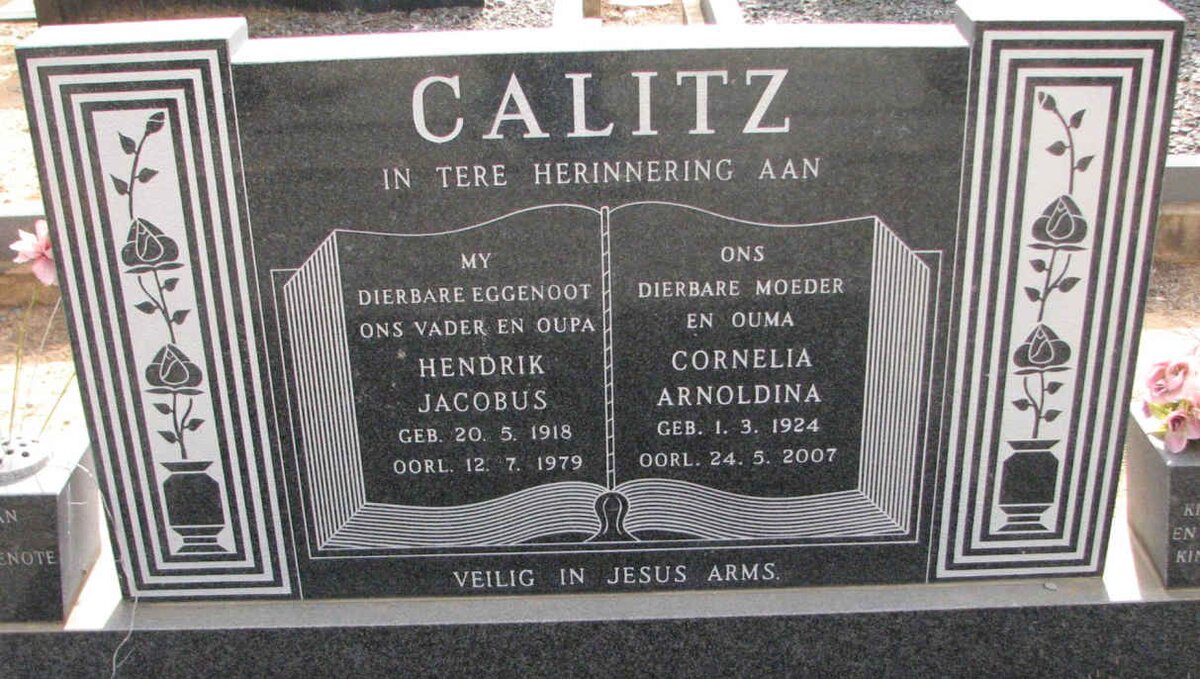 CALITZ
IN TERE HERINNERING AAN
MY
DIERBARE EGGENOOT
ONS VADER EN OUPA
HENDRIK
JACOBUS
GEB. 20. 5. 1918
OORL. 12. 7. 1979
ONS
DIERBARE MOEDER
EN OUMA
CORNELIA
ARNOLDINA
GEB. 1. 3. 1924
OORL. 24. 5. 2007
VEILIG IN JESUS ARMS.